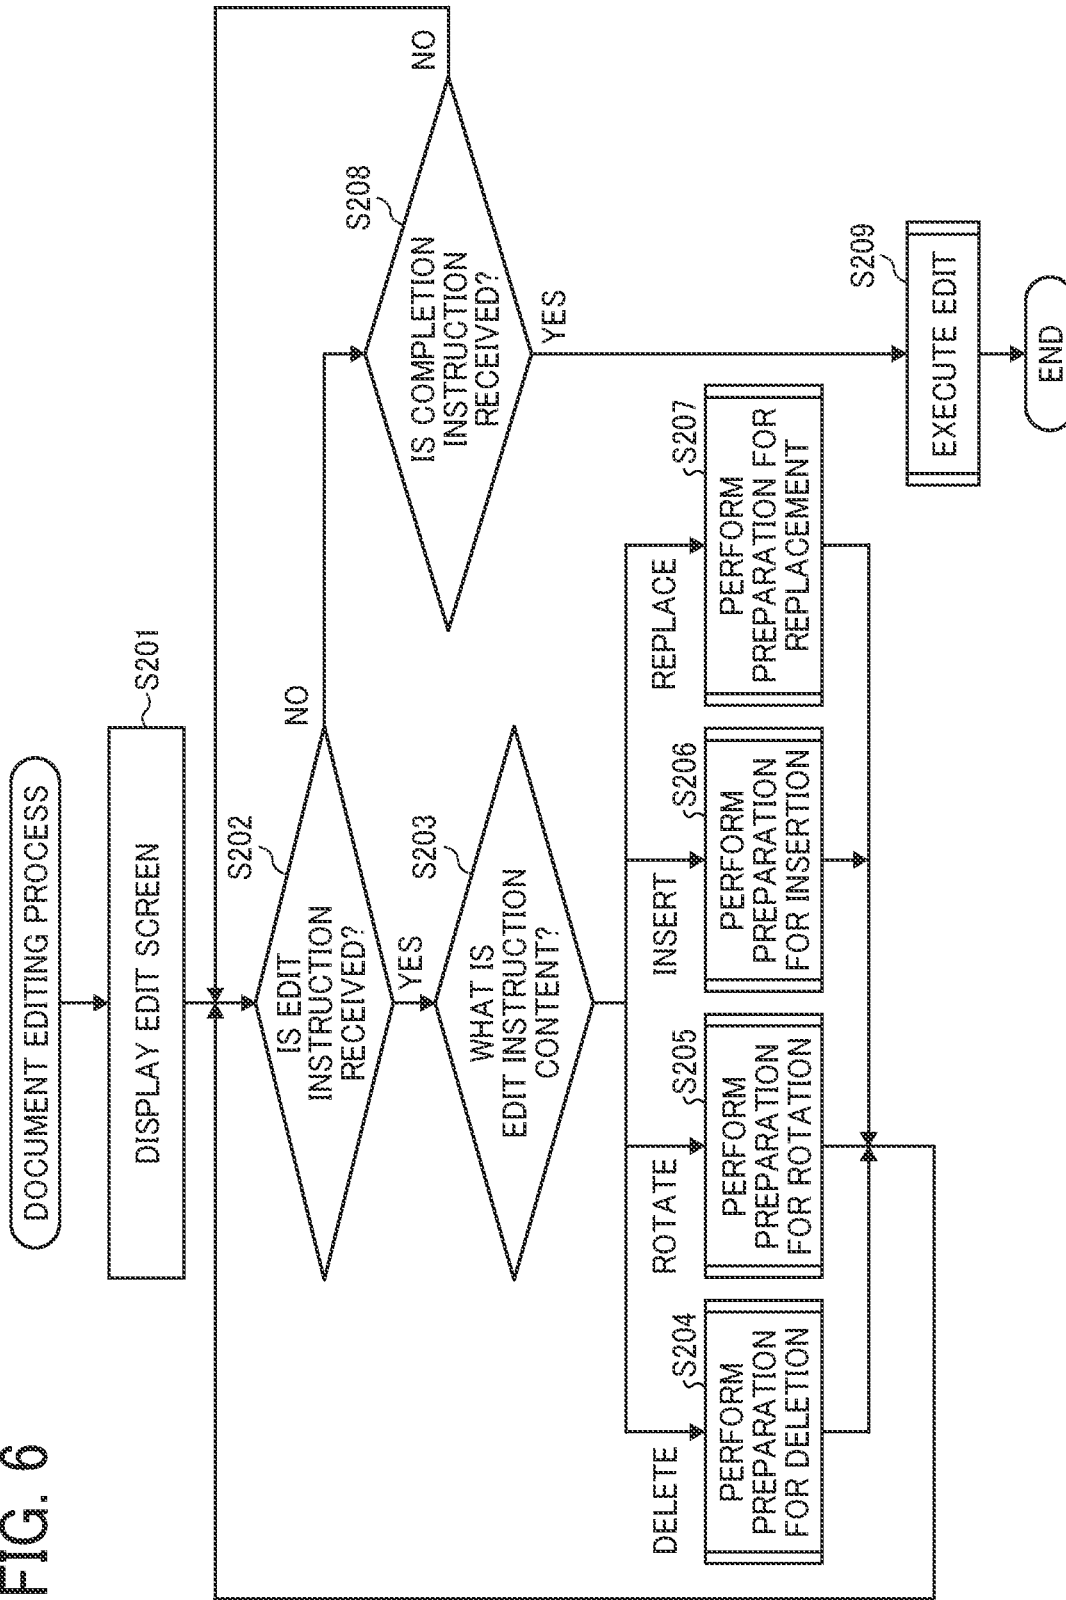 FIG. 6
DOCUMENT EDITING PROCESS
DISPLAY EDIT SCREEN
S201
IS EDIT
INSTRUCTION
RECEIVED?
S202
NO
YES
WHAT IS
EDIT INSTRUCTION
CONTENT?
S203
IS COMPLETION
INSTRUCTION
RECEIVED?
S208
NO
YES
DELETE
ROTATE
INSERT
REPLACE
S204
PERFORM
PREPARATION
FOR DELETION
S205
PERFORM
PREPARATION
FOR ROTATION
S206
PERFORM
PREPARATION
FOR INSERTION
S207
PERFORM
PREPARATION FOR
REPLACEMENT
S209
EXECUTE EDIT
END